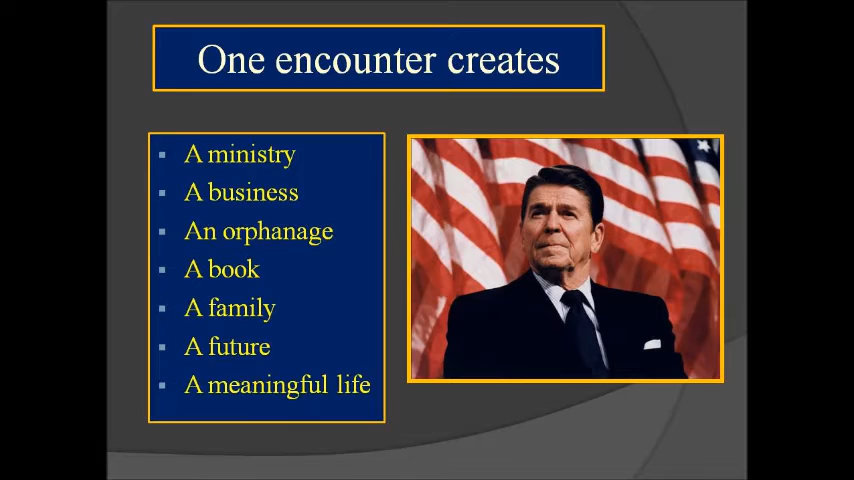 One encounter creates
A ministry
A business
An orphanage
A book
A family
A future
A meaningful life